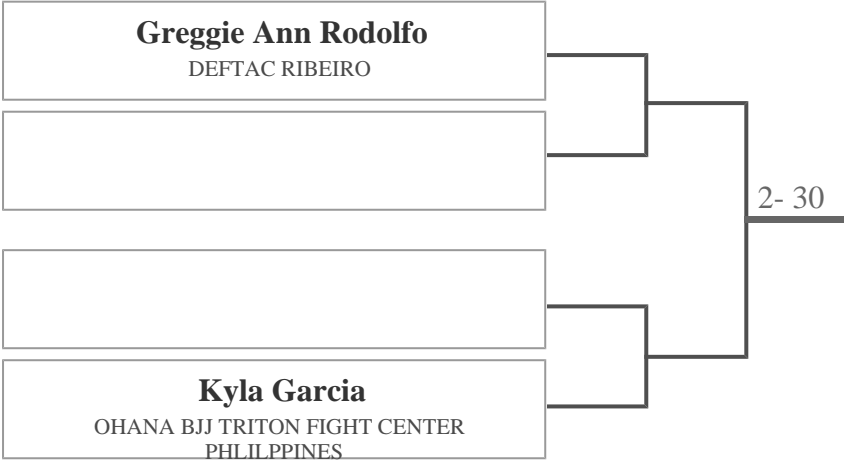 Greggie Ann Rodolfo
DEFTAC RIBEIRO
2- 30
Kyla Garcia
OHANA BJJ TRITON FIGHT CENTER
PHLILPPINES